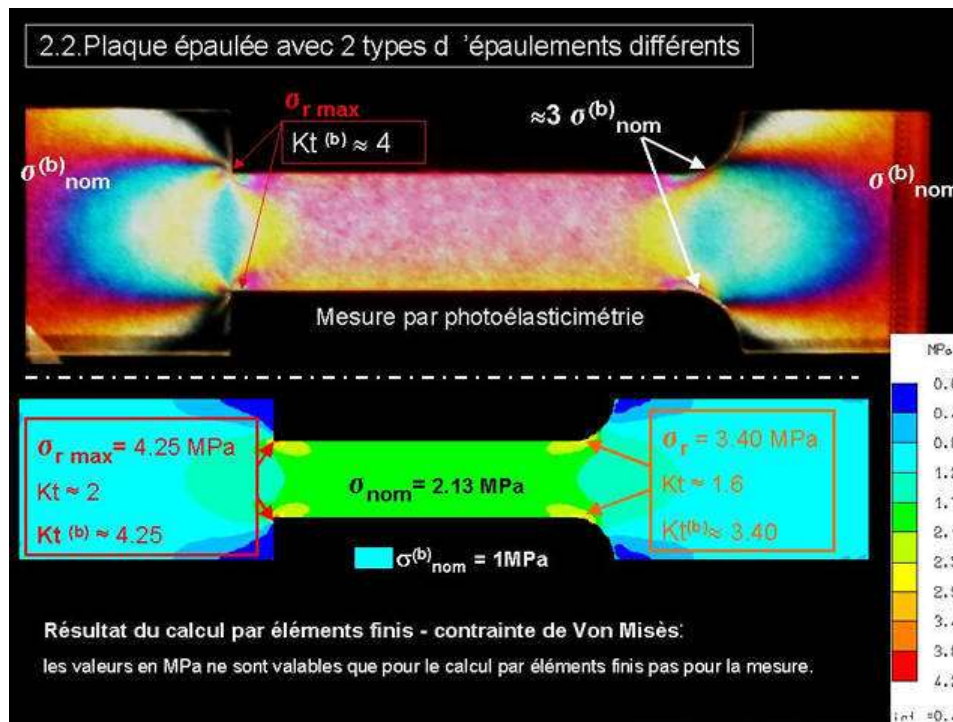 2.2.Plaque épaulée avec 2 types d 'épaulements différents
σr max
Kt (b) ≈ 4
≈3 σ(b)nom
σ(b)nom
σ(b)nom
Mesure par photoélasticimétrie
σr max= 4.25 MPa
Kt ≈ 2
Kt (b) ≈ 4.25
σnom= 2.13 MPa
σr = 3.40 MPa
Kt ≈ 1.6
Kt(b)≈ 3.40
σ(b)nom = 1MPa
Résultat du calcul par éléments finis - contrainte de Von Misès:
les valeurs en MPa ne sont valables que pour le calcul par éléments finis pas pour la mesure.